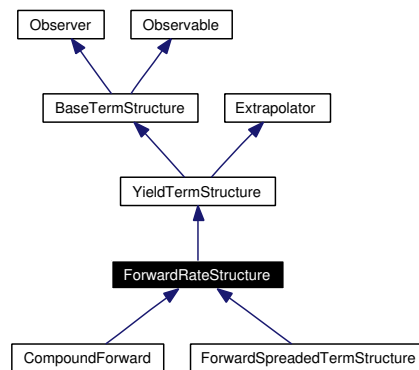 Observer
Observable
BaseTermStructure
Extrapolator
YieldTermStructure
ForwardRateStructure
CompoundForward
ForwardSpreadedTermStructure